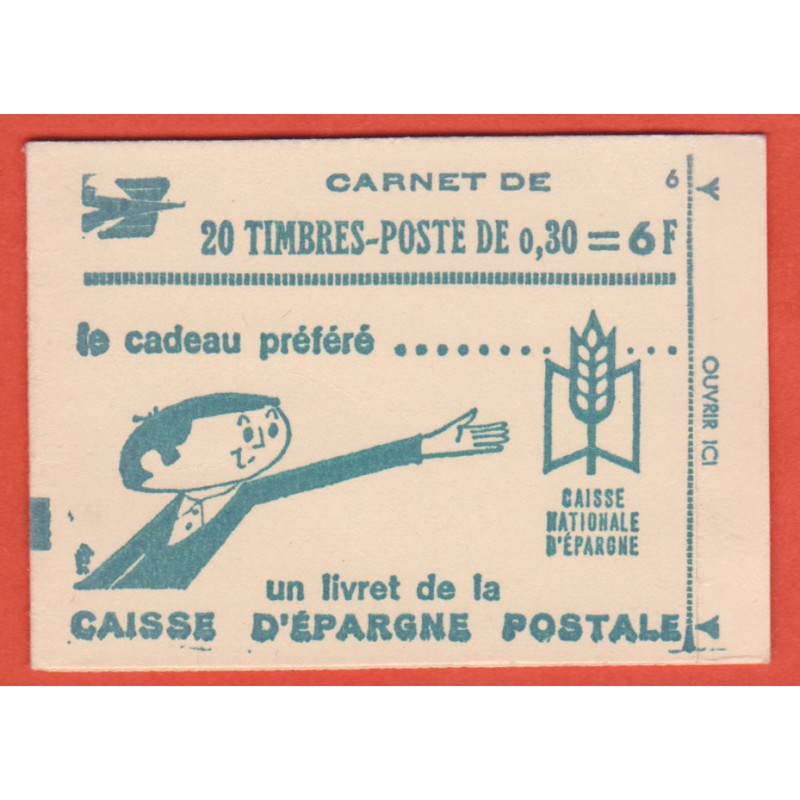 CARNET DE
6
20 TIMBRES-POSTE DE 0,30 = 6 F
le cadeau préféré ...........
OUVRIR ICI
CAISSE
NATIONALE
D'ÉPARGNE
un livret de la
CAISSE D'ÉPARGNE POSTALE